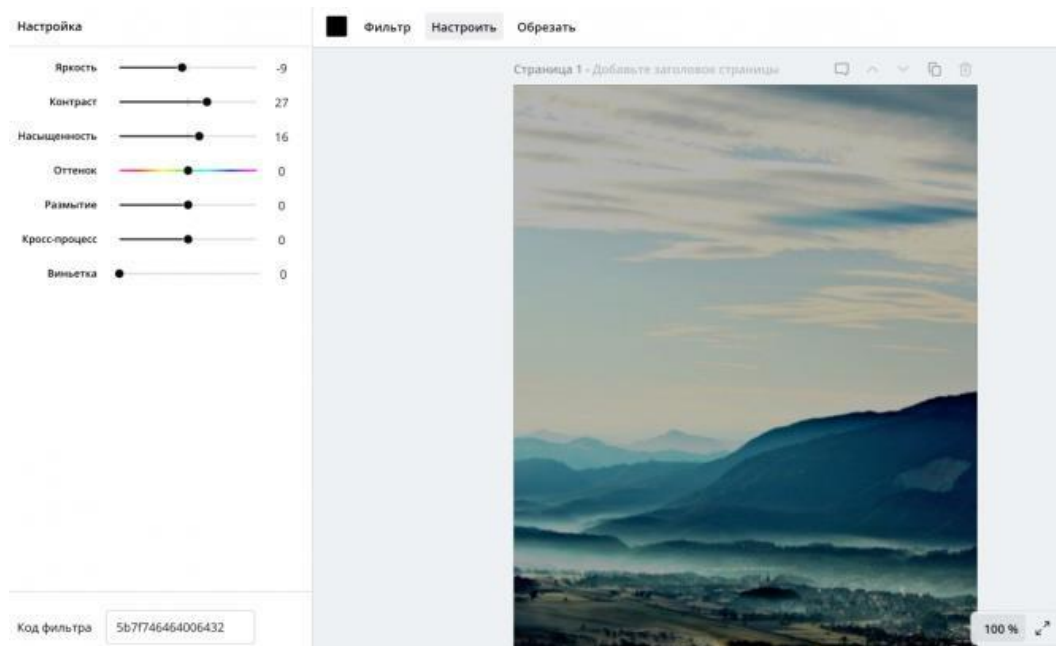 Настройка
Фильтр Настроить Обрезать
Яркость -9
Контраст 27
Насыщенность 16
Оттенок 0
Размытие 0
Кросс-процесс 0
Виньетка 0
Код фильтра 5b7f746464006432
Страница 1 - Добавьте заголовок страницы
100 %